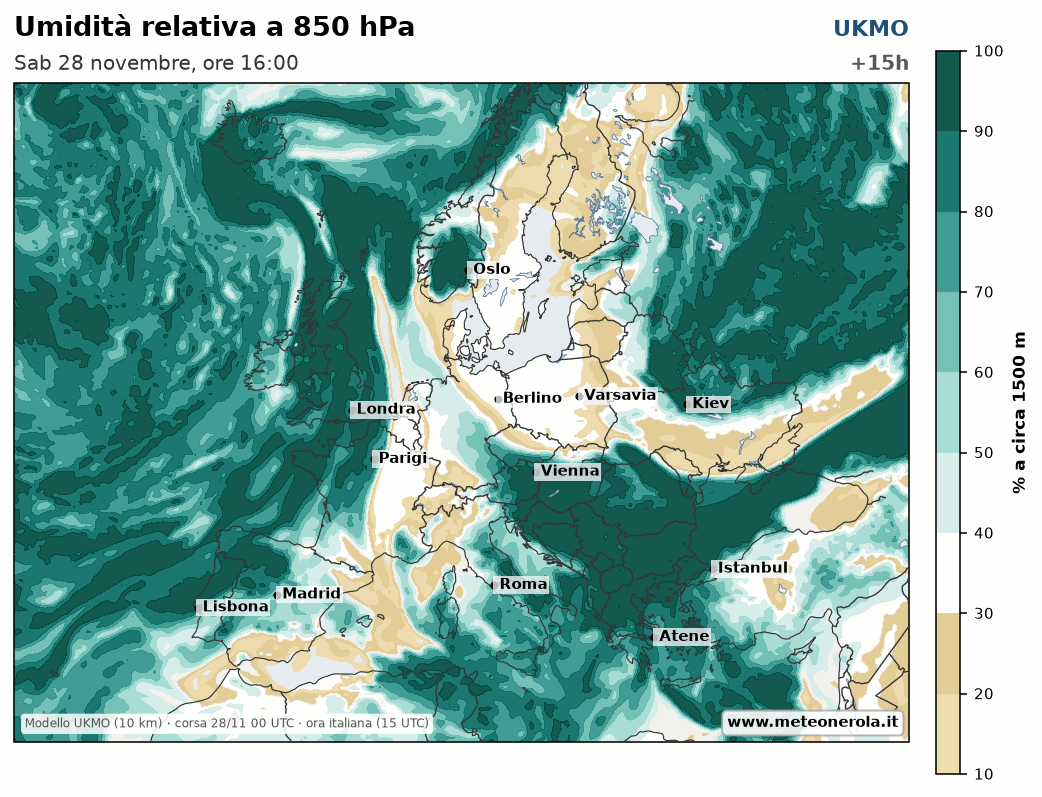 Umidità relativa a 850 hPa
UKMO
Sab 28 novembre, ore 16:00
+15h
100
90
80
70
60
50
40
30
20
10
% a circa 1500 m
Oslo
Berlino
Varsavia
Kiev
Londra
Parigi
Vienna
Istanbul
Roma
Madrid
Lisbona
Atene
Modello UKMO (10 km) · corsa 28/11 00 UTC · ora italiana (15 UTC)
www.meteonerola.it